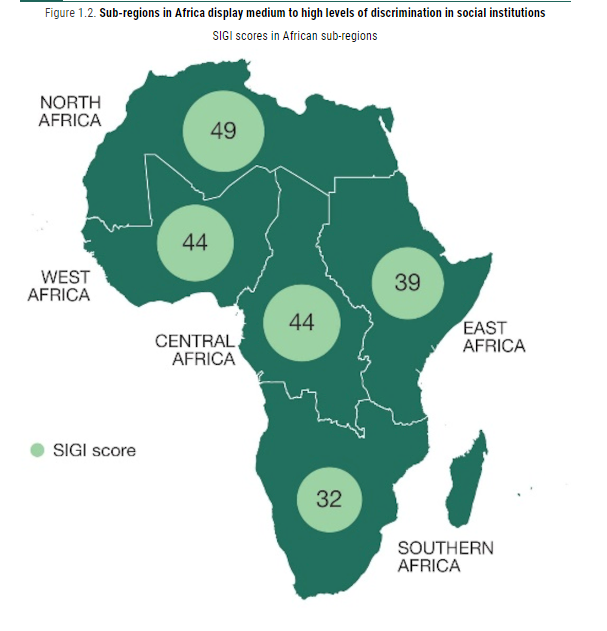 Figure 1.2. Sub-regions in Africa display medium to high levels of discrimination in social institutions
SIGI scores in African sub-regions
NORTH
AFRICA
49
44
WEST
AFRICA
39
44
EAST
AFRICA
CENTRAL
AFRICA
SIGI score
32
SOUTHERN
AFRICA